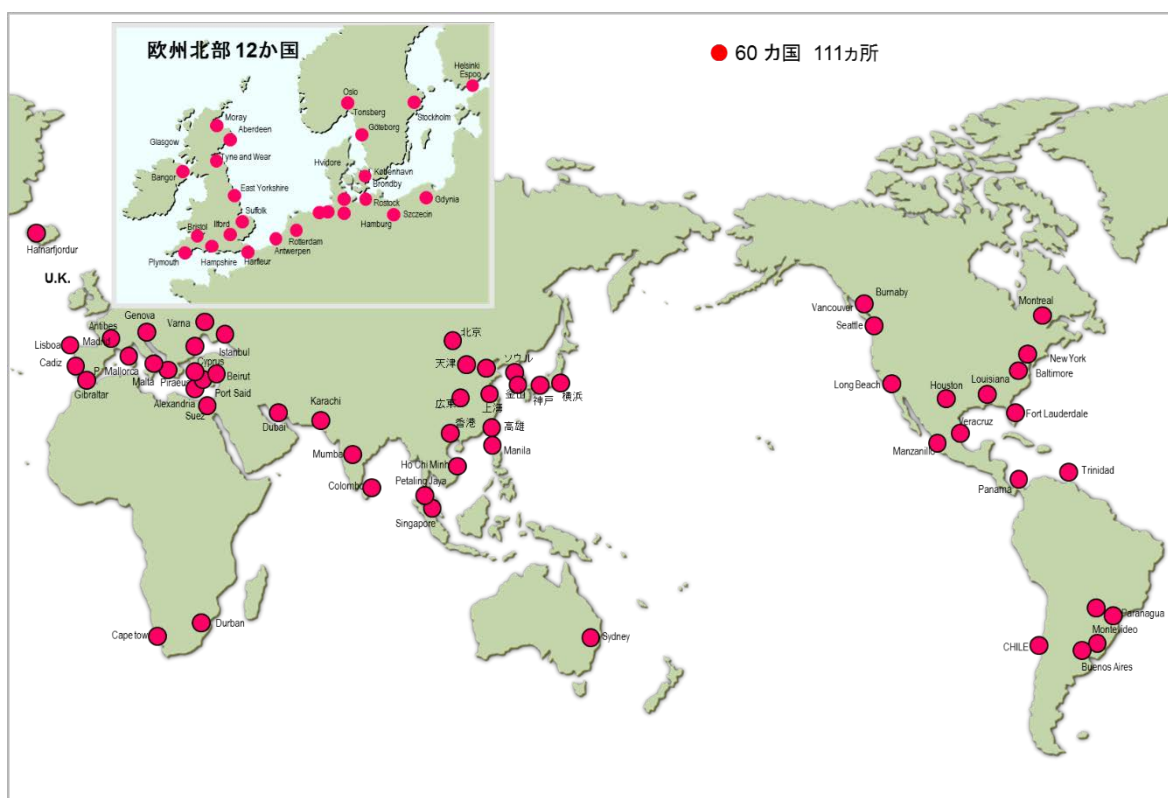 欧州北部 12か国
60 カ国 111ヵ所
Helsinki
Espoo
Oslo
Tonsberg
Stockholm
Moray
Aberdeen
Göteborg
Glasgow
Tyne and Wear
Hvidore
Bangor
København
Brondby
East Yorkshire
Rostock
Gdynia
Suffolk
Ilford
Bristol
Hamburg
Szczecin
Rotterdam
Antwerpen
Plymouth
Hampshire
Harfleur
Hafnarfjordur
U.K.
Genova
Varna
Antibes
Madrid
Lisboa
Istanbul
Cadiz
P. Mallorca
Malta
Piraeus
Cyprus
Beirut
Gibraltar
Port Said
Alexandria
Suez
Dubai
Karachi
Mumba
Colombo
北京
天津
ソウル
釜山
神戸
横浜
広東
上海
香港
高雄
Manila
Ho Chi Minh
Petaling Jaya
Singapore
Cape tow
Durban
Sydney
Burnaby
Vancouver
Seattle
Montreal
New York
Baltimore
Long Beach
Houston
Louisiana
Fort Lauderdale
Veracruz
Manzanillo
Panama
Trinidad
Paranagua
Montevideo
CHILE
Buenos Aires